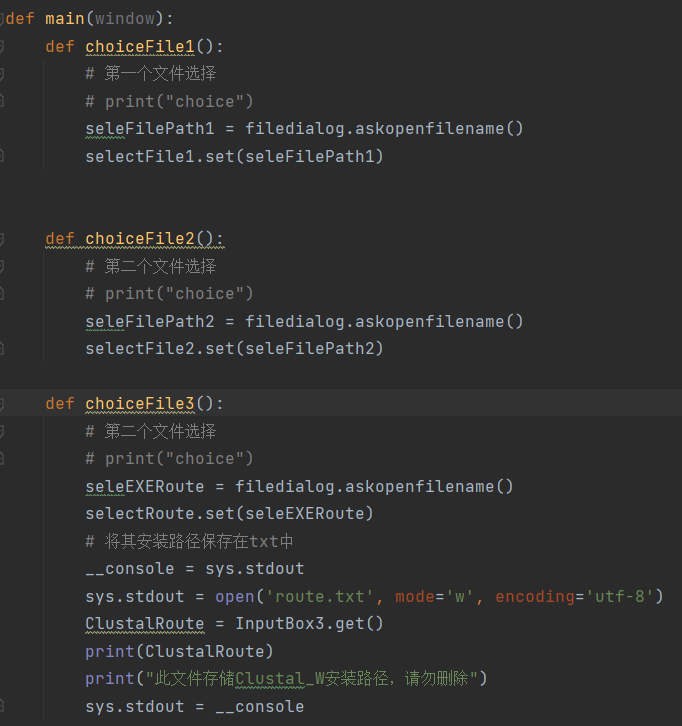 def main(window):
    def choiceFile1():
        # 第一个文件选择
        # print("choice")
        seleFilePath1 = filedialog.askopenfilename()
        selectFile1.set(seleFilePath1)
    def choiceFile2():
        # 第二个文件选择
        # print("choice")
        seleFilePath2 = filedialog.askopenfilename()
        selectFile2.set(seleFilePath2)
    def choiceFile3():
        # 第二个文件选择
        # print("choice")
        seleEXERoute = filedialog.askopenfilename()
        selectRoute.set(seleEXERoute)
        # 将其安装路径保存在txt中
        __console = sys.stdout
        sys.stdout = open('route.txt', mode='w', encoding='utf-8')
        ClustalRoute = InputBox3.get()
        print(ClustalRoute)
        print("此文件存储Clustal_W安装路径，请勿删除")
        sys.stdout = __console